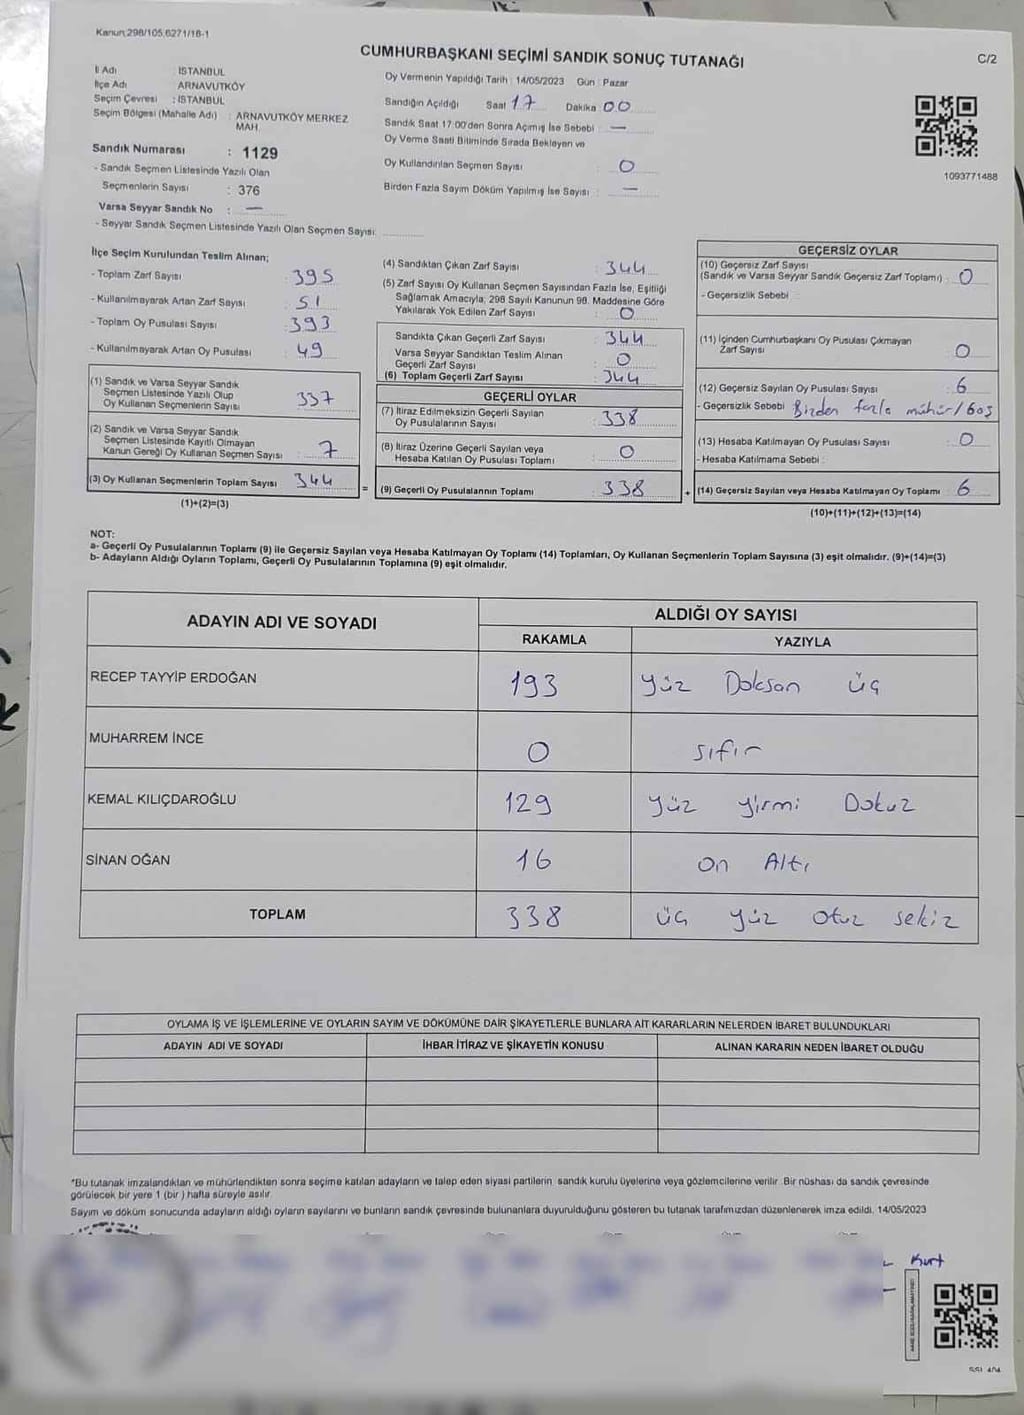 Kanun;298/105.6271/18-1
CUMHURBAŞKANI SEÇİMİ SANDIK SONUÇ TUTANAĞI
C/2
İl Adı : İSTANBUL
İlçe Adı : ARNAVUTKÖY
Seçim Çevresi : İSTANBUL
Seçim Bölgesi (Mahalle Adı) : ARNAVUTKÖY MERKEZ MAH.
Sandık Numarası : 1129
- Sandık Seçmen Listesinde Yazılı Olan
Seçmenlerin Sayısı : 376
Varsa Seyyar Sandık No : —
- Seyyar Sandık Seçmen Listesinde Yazılı Olan Seçmen Sayısı:
Oy Vermenin Yapıldığı Tarih : 14/05/2023 Gün : Pazar
Sandığın Açıldığı Saat 17 Dakika 00
Sandık Saat 17:00'den Sonra Açılmış İse Sebebi : —
Oy Verme Saati Bitiminde Sırada Bekleyen ve
Oy Kullandırılan Seçmen Sayısı : 0
Birden Fazla Sayım Döküm Yapılmış İse Sayısı : —
1093771488
İlçe Seçim Kurulundan Teslim Alınan;
- Toplam Zarf Sayısı : 395
- Kullanılmayarak Artan Zarf Sayısı : 51
- Toplam Oy Pusulası Sayısı : 393
- Kullanılmayarak Artan Oy Pusulası : 49
(1) Sandık ve Varsa Seyyar Sandık
Seçmen Listesinde Yazılı Olup
Oy Kullanan Seçmenlerin Sayısı : 337
(2) Sandık ve Varsa Seyyar Sandık
Seçmen Listesinde Kayıtlı Olmayan
Kanun Gereği Oy Kullanan Seçmen Sayısı : 7
(3) Oy Kullanan Seçmenlerin Toplam Sayısı : 344
(1)+(2)=(3)
(4) Sandıktan Çıkan Zarf Sayısı : 344
(5) Zarf Sayısı Oy Kullanan Seçmen Sayısından Fazla İse, Eşitliği
Sağlamak Amacıyla; 298 Sayılı Kanunun 98. Maddesine Göre
Yakılarak Yok Edilen Zarf Sayısı : 0
Sandıkta Çıkan Geçerli Zarf Sayısı : 344
Varsa Seyyar Sandıktan Teslim Alınan
Geçerli Zarf Sayısı : 0
(6) Toplam Geçerli Zarf Sayısı : 344
GEÇERLİ OYLAR
(7) İtiraz Edilmeksizin Geçerli Sayılan
Oy Pusulalarının Sayısı : 338
(8) İtiraz Üzerine Geçerli Sayılan veya
Hesaba Katılan Oy Pusulası Toplamı : 0
= (9) Geçerli Oy Pusulalarının Toplamı : 338
GEÇERSİZ OYLAR
(10) Geçersiz Zarf Sayısı
(Sandık ve Varsa Seyyar Sandık Geçersiz Zarf Toplamı) : 0
- Geçersizlik Sebebi :
(11) İçinden Cumhurbaşkanı Oy Pusulası Çıkmayan
Zarf Sayısı : 0
(12) Geçersiz Sayılan Oy Pusulası Sayısı : 6
- Geçersizlik Sebebi Birden fazla mühür/Boş
(13) Hesaba Katılmayan Oy Pusulası Sayısı : 0
- Hesaba Katılmama Sebebi :
+ (14) Geçersiz Sayılan veya Hesaba Katılmayan Oy Toplamı : 6
(10)+(11)+(12)+(13)=(14)
NOT:
a- Geçerli Oy Pusulalarının Toplamı (9) ile Geçersiz Sayılan veya Hesaba Katılmayan Oy Toplamı (14) Toplamları, Oy Kullanan Seçmenlerin Toplam Sayısına (3) eşit olmalıdır. (9)+(14)=(3)
b- Adayların Aldığı Oyların Toplamı, Geçerli Oy Pusulalarının Toplamına (9) eşit olmalıdır.
ADAYIN ADI VE SOYADI
ALDIĞI OY SAYISI
RAKAMLA YAZIYLA
RECEP TAYYİP ERDOĞAN 193 yüz Doksan üç
MUHARREM İNCE 0 sıfır
KEMAL KILIÇDAROĞLU 129 yüz yirmi Dokuz
SİNAN OĞAN 16 On Altı
TOPLAM 338 üç yüz otuz sekiz
OYLAMA İŞ VE İŞLEMLERİNE VE OYLARIN SAYIM VE DÖKÜMÜNE DAİR ŞİKAYETLERLE BUNLARA AİT KARARLARIN NELERDEN İBARET BULUNDUKLARI
ADAYIN ADI VE SOYADI İHBAR İTİRAZ VE ŞİKAYETİN KONUSU ALINAN KARARIN NEDEN İBARET OLDUĞU
*Bu tutanak imzalandıktan ve mühürlendikten sonra seçime katılan adayların ve talep eden siyasi partilerin sandık kurulu üyelerine veya gözlemcilerine verilir. Bir nüshası da sandık çevresinde
görülecek bir yere 1 (bir) hafta süreyle asılır.
Sayım ve döküm sonucunda adayların aldığı oyların sayılarını ve bunların sandık çevresinde bulunanlara duyurulduğunu gösteren bu tutanak tarafımızdan düzenlenerek imza edildi. 14/05/2023
Kurt